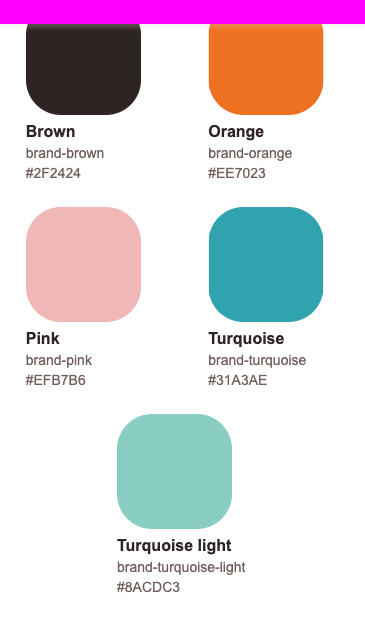 Brown
brand-brown
#2F2424
Orange
brand-orange
#EE7023
Pink
brand-pink
#EFB7B6
Turquoise
brand-turquoise
#31A3AE
Turquoise light
brand-turquoise-light
#8ACDC3